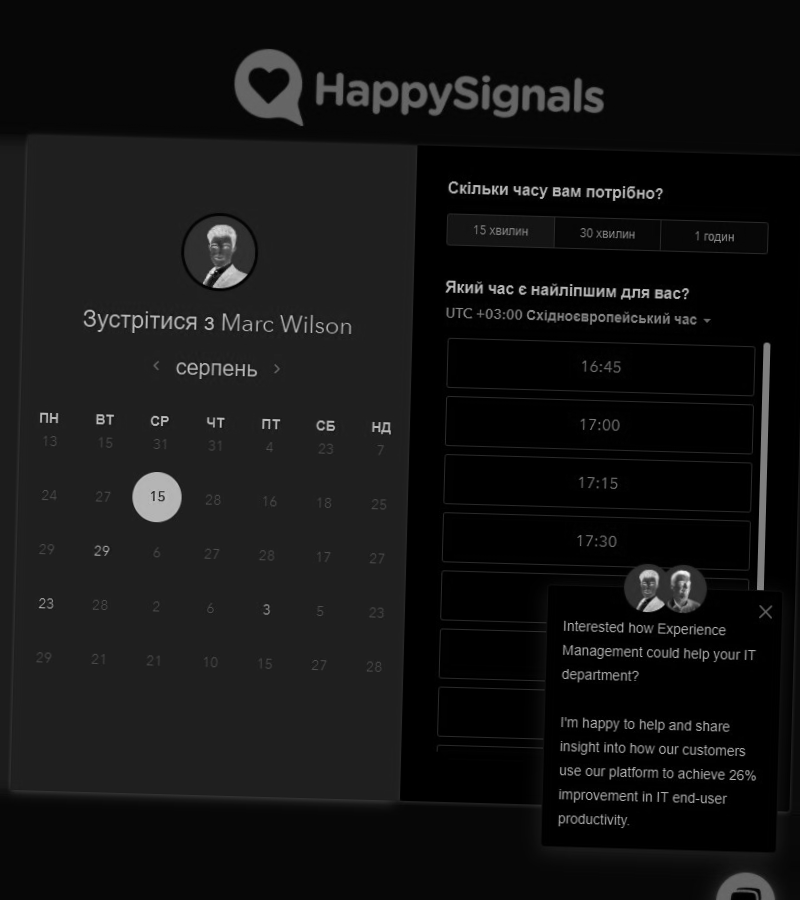 HappySignals
Зустрітися з Marc Wilson
серпень
ПН ВТ СР ЧТ ПТ СБ НД
13 15 31 31 4 23 7
24 27 15 28 16 18 25
29 29 6 27 28 17 27
23 28 2 6 3 5 23
29 21 21 10 15 27 28
Скільки часу вам потрібно?
15 хвилин 30 хвилин 1 годин
Який час є найліпшим для вас?
UTC +03:00 Східноєвропейський час
16:45
17:00
17:15
17:30
Interested how Experience
Management could help your IT
department?
I'm happy to help and share
insight into how our customers
use our platform to achieve 26%
improvement in IT end-user
productivity.